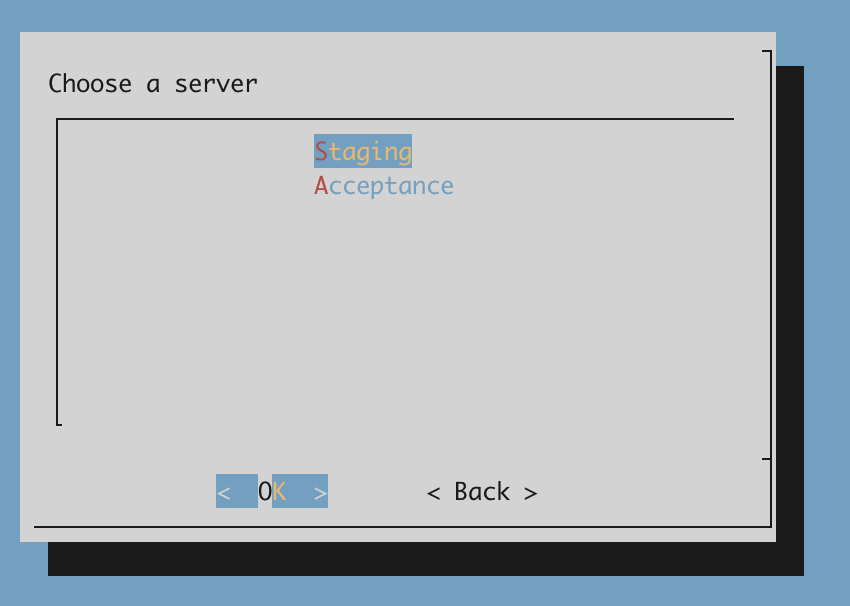 Choose a server
Staging
Acceptance
<  OK  > < Back >